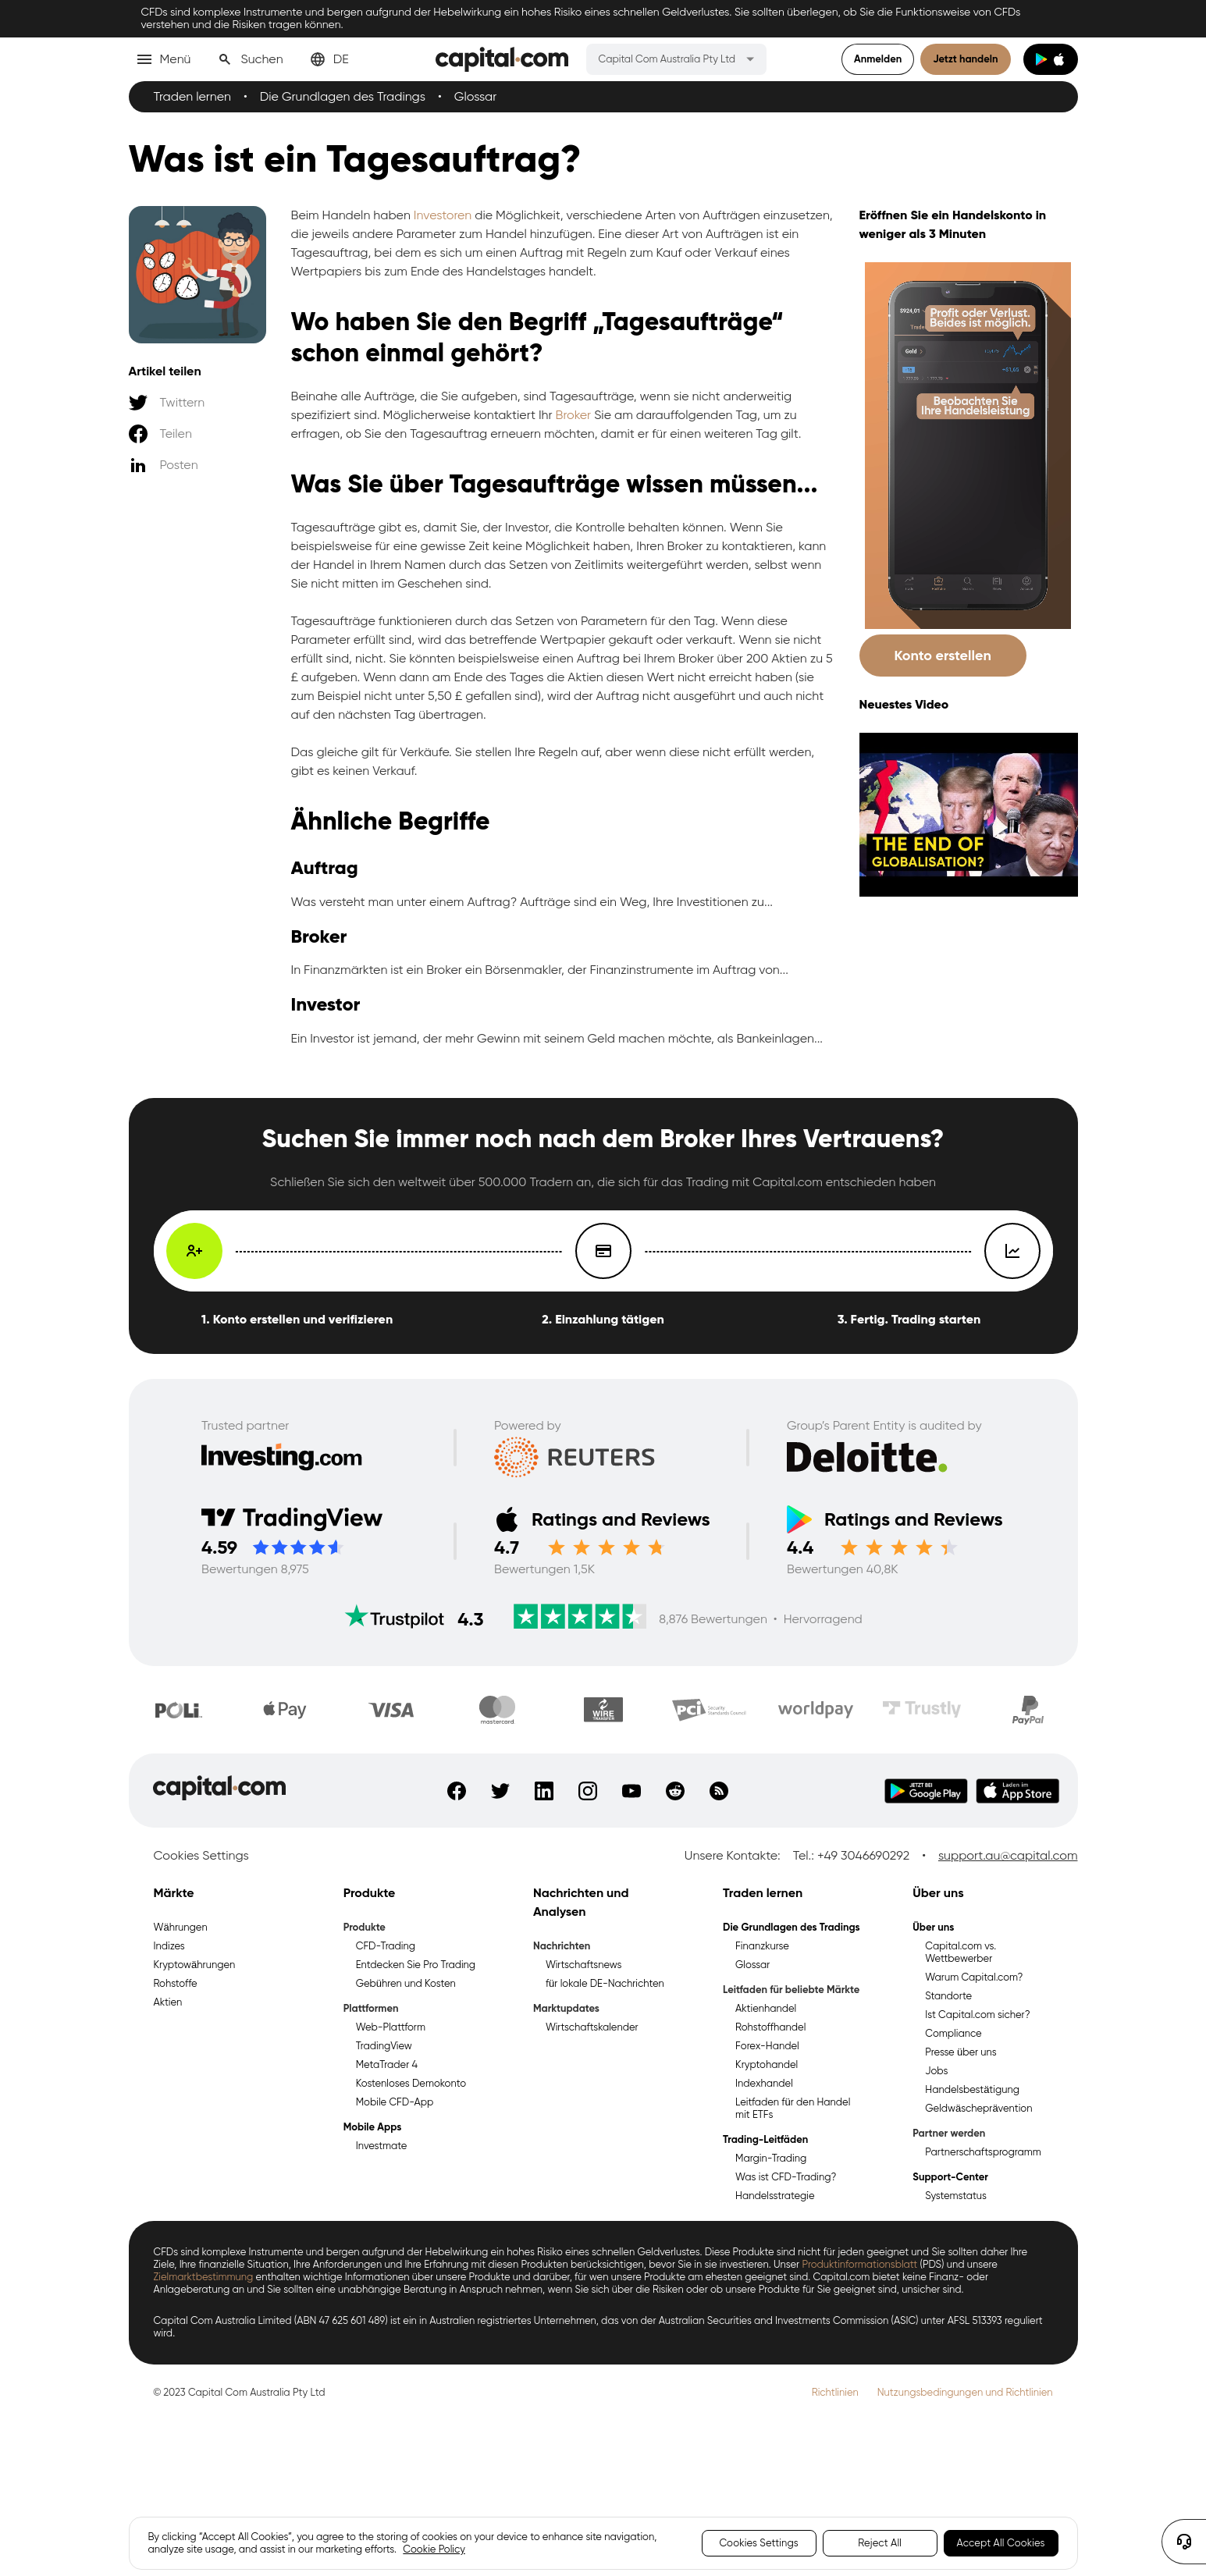 CFDs sind komplexe Instrumente und bergen aufgrund der Hebelwirkung ein hohes Risiko eines schnellen Geldverlustes. Sie sollten überlegen, ob Sie die Funktionsweise von CFDs
verstehen und die Risiken tragen können.
Menü
Suchen
DE
capital.com
Capital Com Australia Pty Ltd
Anmelden
Jetzt handeln
Traden lernen • Die Grundlagen des Tradings • Glossar
Was ist ein Tagesauftrag?
Artikel teilen
Twittern
Teilen
Posten
Beim Handeln haben Investoren die Möglichkeit, verschiedene Arten von Aufträgen einzusetzen,
die jeweils andere Parameter zum Handel hinzufügen. Eine dieser Art von Aufträgen ist ein
Tagesauftrag, bei dem es sich um einen Auftrag mit Regeln zum Kauf oder Verkauf eines
Wertpapiers bis zum Ende des Handelstages handelt.
Wo haben Sie den Begriff „Tagesaufträge“
schon einmal gehört?
Beinahe alle Aufträge, die Sie aufgeben, sind Tagesaufträge, wenn sie nicht anderweitig
spezifiziert sind. Möglicherweise kontaktiert Ihr Broker Sie am darauffolgenden Tag, um zu
erfragen, ob Sie den Tagesauftrag erneuern möchten, damit er für einen weiteren Tag gilt.
Was Sie über Tagesaufträge wissen müssen...
Tagesaufträge gibt es, damit Sie, der Investor, die Kontrolle behalten können. Wenn Sie
beispielsweise für eine gewisse Zeit keine Möglichkeit haben, Ihren Broker zu kontaktieren, kann
der Handel in Ihrem Namen durch das Setzen von Zeitlimits weitergeführt werden, selbst wenn
Sie nicht mitten im Geschehen sind.
Tagesaufträge funktionieren durch das Setzen von Parametern für den Tag. Wenn diese
Parameter erfüllt sind, wird das betreffende Wertpapier gekauft oder verkauft. Wenn sie nicht
erfüllt sind, nicht. Sie könnten beispielsweise einen Auftrag bei Ihrem Broker über 200 Aktien zu 5
£ aufgeben. Wenn dann am Ende des Tages die Aktien diesen Wert nicht erreicht haben (sie
zum Beispiel nicht unter 5,50 £ gefallen sind), wird der Auftrag nicht ausgeführt und auch nicht
auf den nächsten Tag übertragen.
Das gleiche gilt für Verkäufe. Sie stellen Ihre Regeln auf, aber wenn diese nicht erfüllt werden,
gibt es keinen Verkauf.
Ähnliche Begriffe
Auftrag
Was versteht man unter einem Auftrag? Aufträge sind ein Weg, Ihre Investitionen zu...
Broker
In Finanzmärkten ist ein Broker ein Börsenmakler, der Finanzinstrumente im Auftrag von...
Investor
Ein Investor ist jemand, der mehr Gewinn mit seinem Geld machen möchte, als Bankeinlagen...
Eröffnen Sie ein Handelskonto in
weniger als 3 Minuten
$924,01
Profit oder Verlust.
Beides ist möglich.
Gold
Beobachten Sie
Ihre Handelsleistung
Konto erstellen
Neuestes Video
THE END OF
GLOBALISATION?
Suchen Sie immer noch nach dem Broker Ihres Vertrauens?
Schließen Sie sich den weltweit über 500.000 Tradern an, die sich für das Trading mit Capital.com entschieden haben
1. Konto erstellen und verifizieren
2. Einzahlung tätigen
3. Fertig. Trading starten
Trusted partner
Investing.com
Powered by
REUTERS
Group's Parent Entity is audited by
Deloitte.
TradingView
4.59
Bewertungen 8,975
Ratings and Reviews
4.7
Bewertungen 1,5K
Ratings and Reviews
4.4
Bewertungen 40,8K
Trustpilot 4.3
8,876 Bewertungen • Hervorragend
POLi
Pay
VISA
mastercard
WIRE
TRANSFER
PCI Security
Standards Council
worldpay
Trustly
PayPal
capital.com
JETZT BEI
Google Play
Laden im
App Store
Cookies Settings
Unsere Kontakte: Tel.: +49 3046690292 • support.au@capital.com
Märkte
Währungen
Indizes
Kryptowährungen
Rohstoffe
Aktien
Produkte
Produkte
CFD-Trading
Entdecken Sie Pro Trading
Gebühren und Kosten
Plattformen
Web-Plattform
TradingView
MetaTrader 4
Kostenloses Demokonto
Mobile CFD-App
Mobile Apps
Investmate
Nachrichten und
Analysen
Nachrichten
Wirtschaftsnews
für lokale DE-Nachrichten
Marktupdates
Wirtschaftskalender
Traden lernen
Die Grundlagen des Tradings
Finanzkurse
Glossar
Leitfaden für beliebte Märkte
Aktienhandel
Rohstoffhandel
Forex-Handel
Kryptohandel
Indexhandel
Leitfaden für den Handel
mit ETFs
Trading-Leitfäden
Margin-Trading
Was ist CFD-Trading?
Handelsstrategie
Über uns
Über uns
Capital.com vs.
Wettbewerber
Warum Capital.com?
Standorte
Ist Capital.com sicher?
Compliance
Presse über uns
Jobs
Handelsbestätigung
Geldwäscheprävention
Partner werden
Partnerschaftsprogramm
Support-Center
Systemstatus
CFDs sind komplexe Instrumente und bergen aufgrund der Hebelwirkung ein hohes Risiko eines schnellen Geldverlustes. Diese Produkte sind nicht für jeden geeignet und Sie sollten daher Ihre
Ziele, Ihre finanzielle Situation, Ihre Anforderungen und Ihre Erfahrung mit diesen Produkten berücksichtigen, bevor Sie in sie investieren. Unser Produktinformationsblatt (PDS) und unsere
Zielmarktbestimmung enthalten wichtige Informationen über unsere Produkte und darüber, für wen unsere Produkte am ehesten geeignet sind. Capital.com bietet keine Finanz- oder
Anlageberatung an und Sie sollten eine unabhängige Beratung in Anspruch nehmen, wenn Sie sich über die Risiken oder ob unsere Produkte für Sie geeignet sind, unsicher sind.
Capital Com Australia Limited (ABN 47 625 601 489) ist ein in Australien registriertes Unternehmen, das von der Australian Securities and Investments Commission (ASIC) unter AFSL 513393 reguliert
wird.
© 2023 Capital Com Australia Pty Ltd
Richtlinien
Nutzungsbedingungen und Richtlinien
By clicking “Accept All Cookies”, you agree to the storing of cookies on your device to enhance site navigation,
analyze site usage, and assist in our marketing efforts. Cookie Policy
Cookies Settings
Reject All
Accept All Cookies